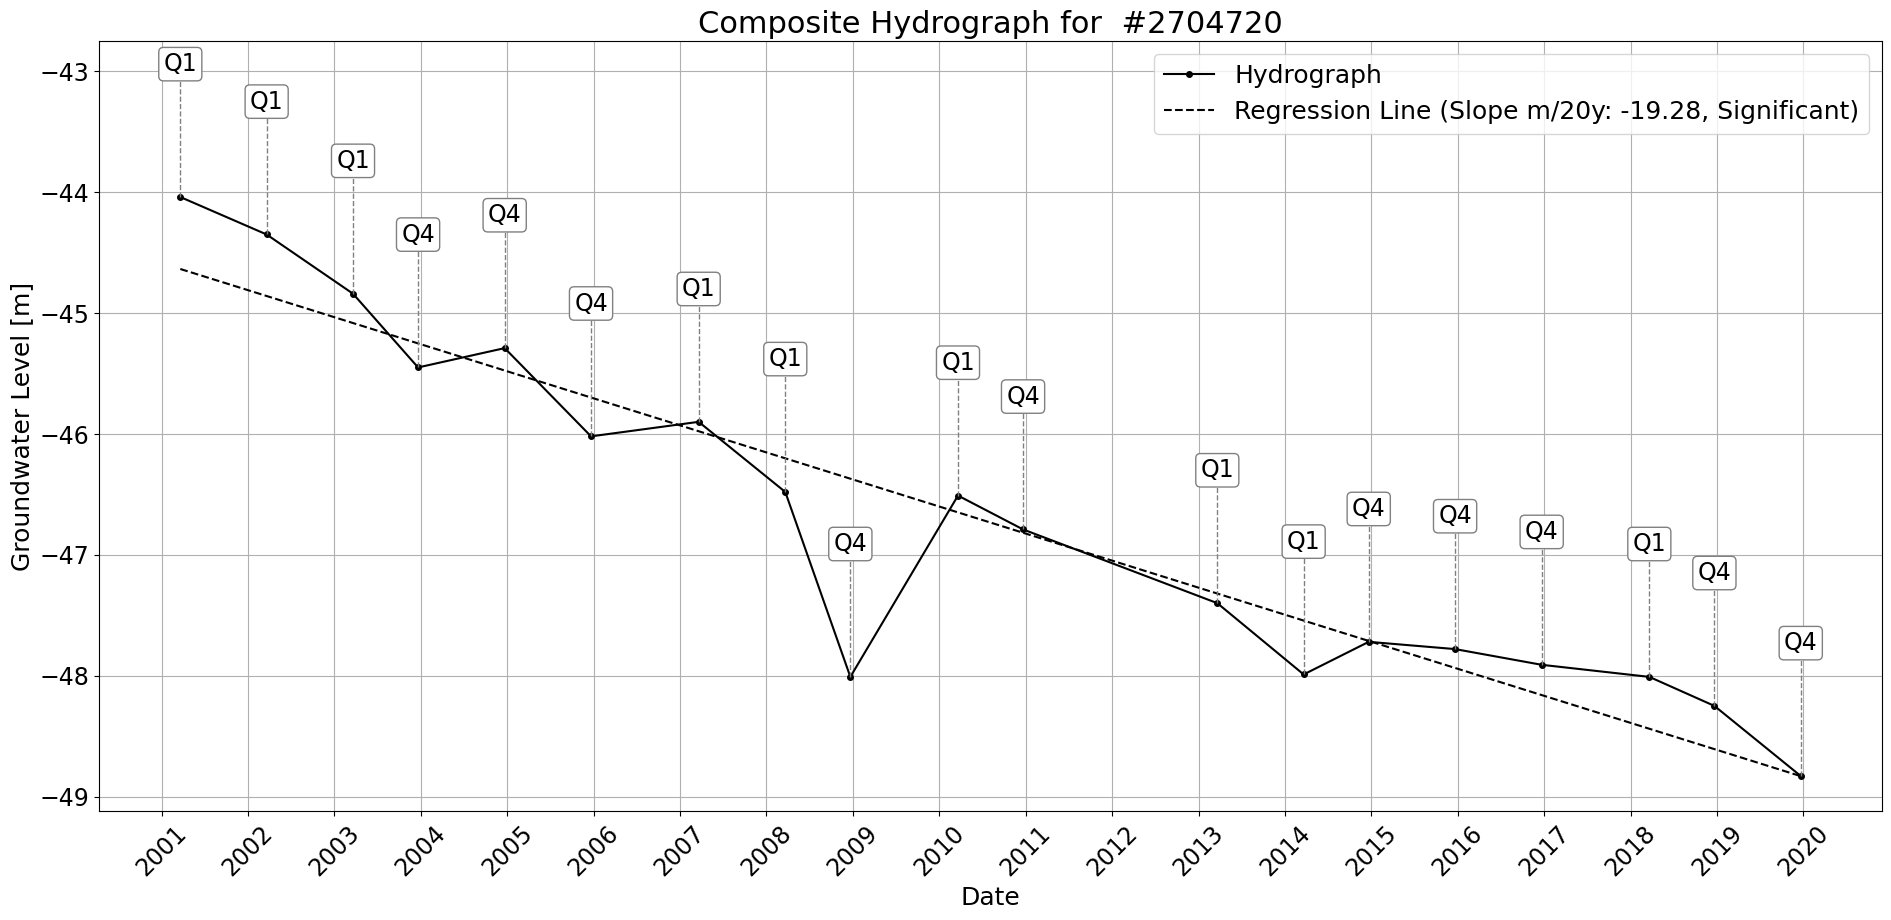 Composite Hydrograph for #2704720
Hydrograph
Regression Line (Slope m/20y: -19.28, Significant)
Groundwater Level [m]
−43
−44
−45
−46
−47
−48
−49
Q1
Q1
Q1
Q4
Q4
Q4
Q1
Q1
Q4
Q1
Q4
Q1
Q1
Q4
Q4
Q4
Q1
Q4
Q4
2001
2002
2003
2004
2005
2006
2007
2008
2009
2010
2011
2012
2013
2014
2015
2016
2017
2018
2019
2020
Date